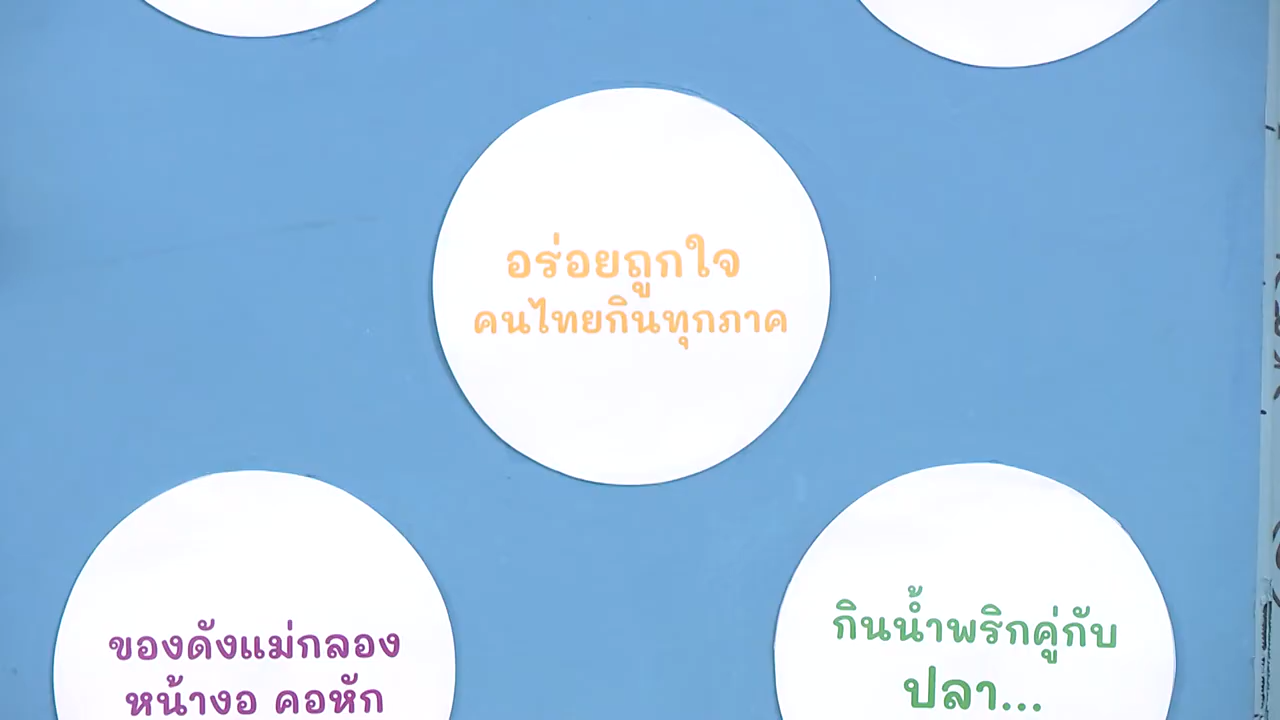 อร่อยถูกใจ
คนไทยกินทุกภาค
ของดังแม่กลอง
หน้างอ คอหัก
กินน้ำพริกคู่กับ
ปลา...